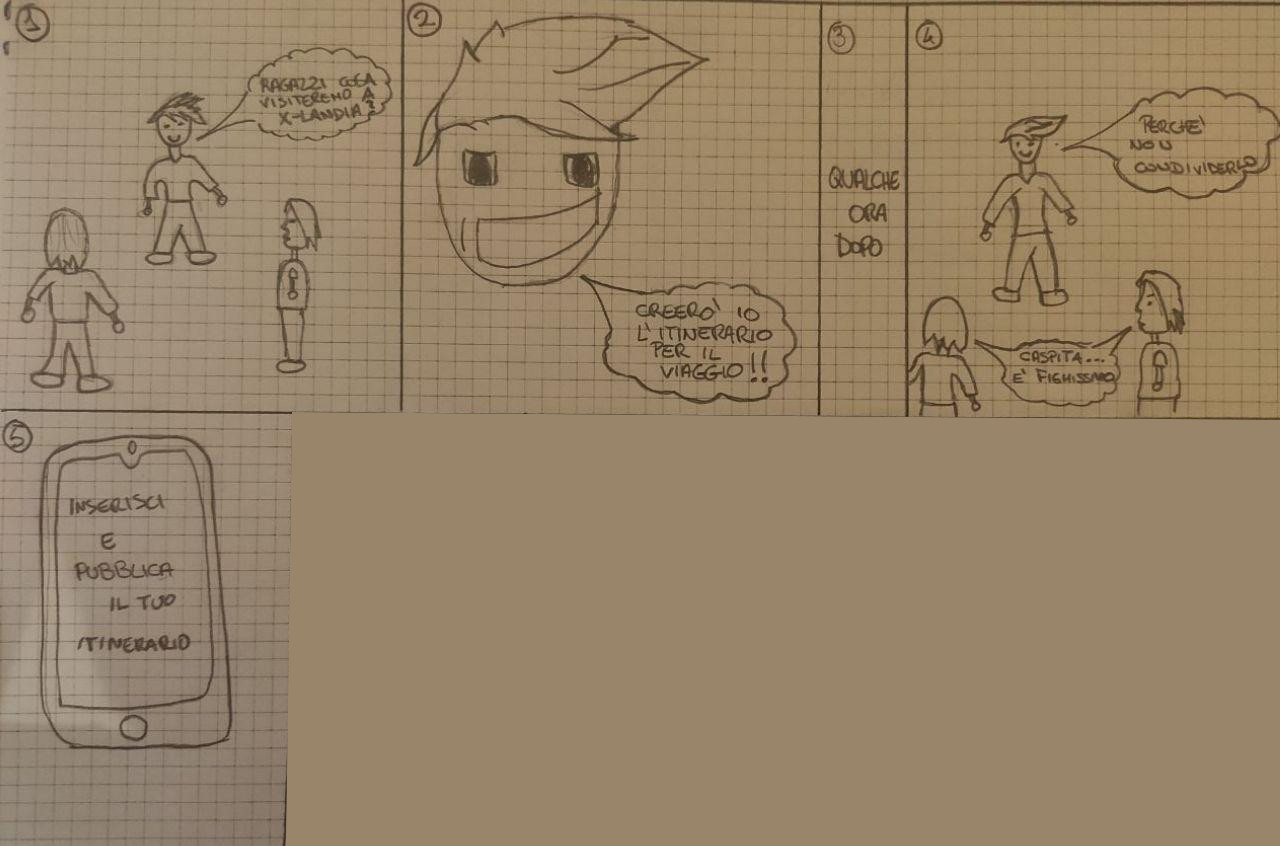 1
RAGAZZI COSA
VISITEREMO A
X-LANDIA?
2
CREERÒ IO
L'ITINERARIO
PER IL
VIAGGIO!!
3
QUALCHE
ORA
DOPO
4
PERCHE'
NON
CONDIVIDERLO
CASPITA...
E' FIGHISSIMO
5
INSERISCI
E
PUBBLICA
IL TUO
ITINERARIO